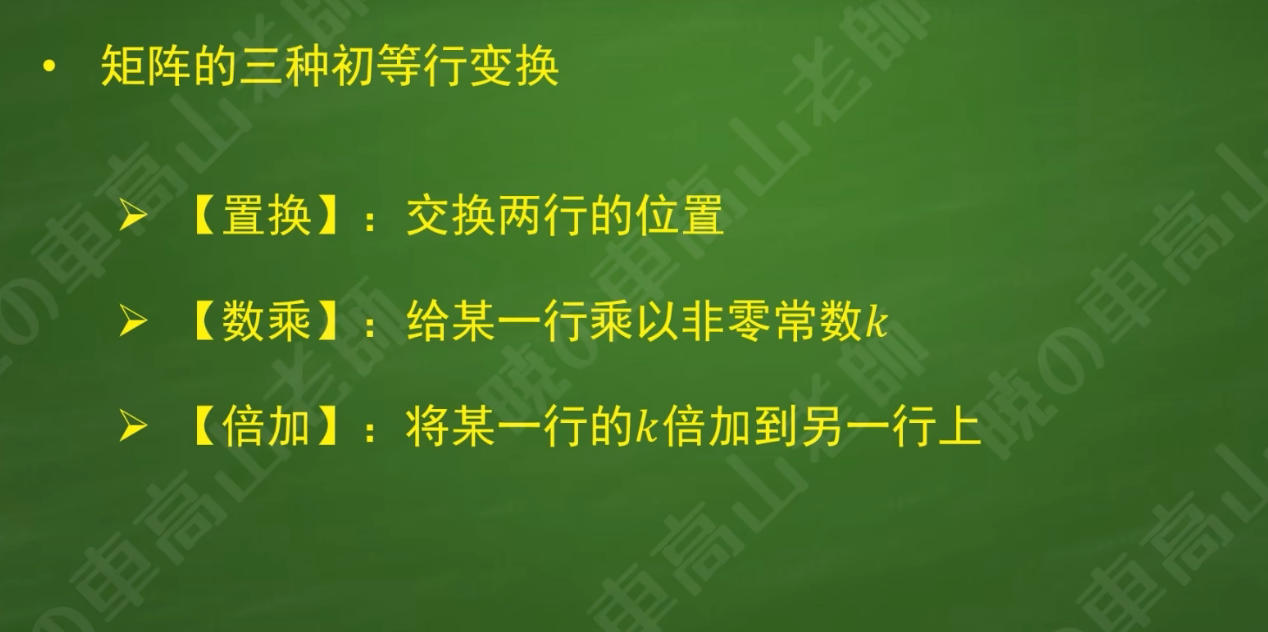 • 矩阵的三种初等行变换
➢ 【置换】：交换两行的位置
➢ 【数乘】：给某一行乘以非零常数k
➢ 【倍加】：将某一行的k倍加到另一行上
暁の車高山老師